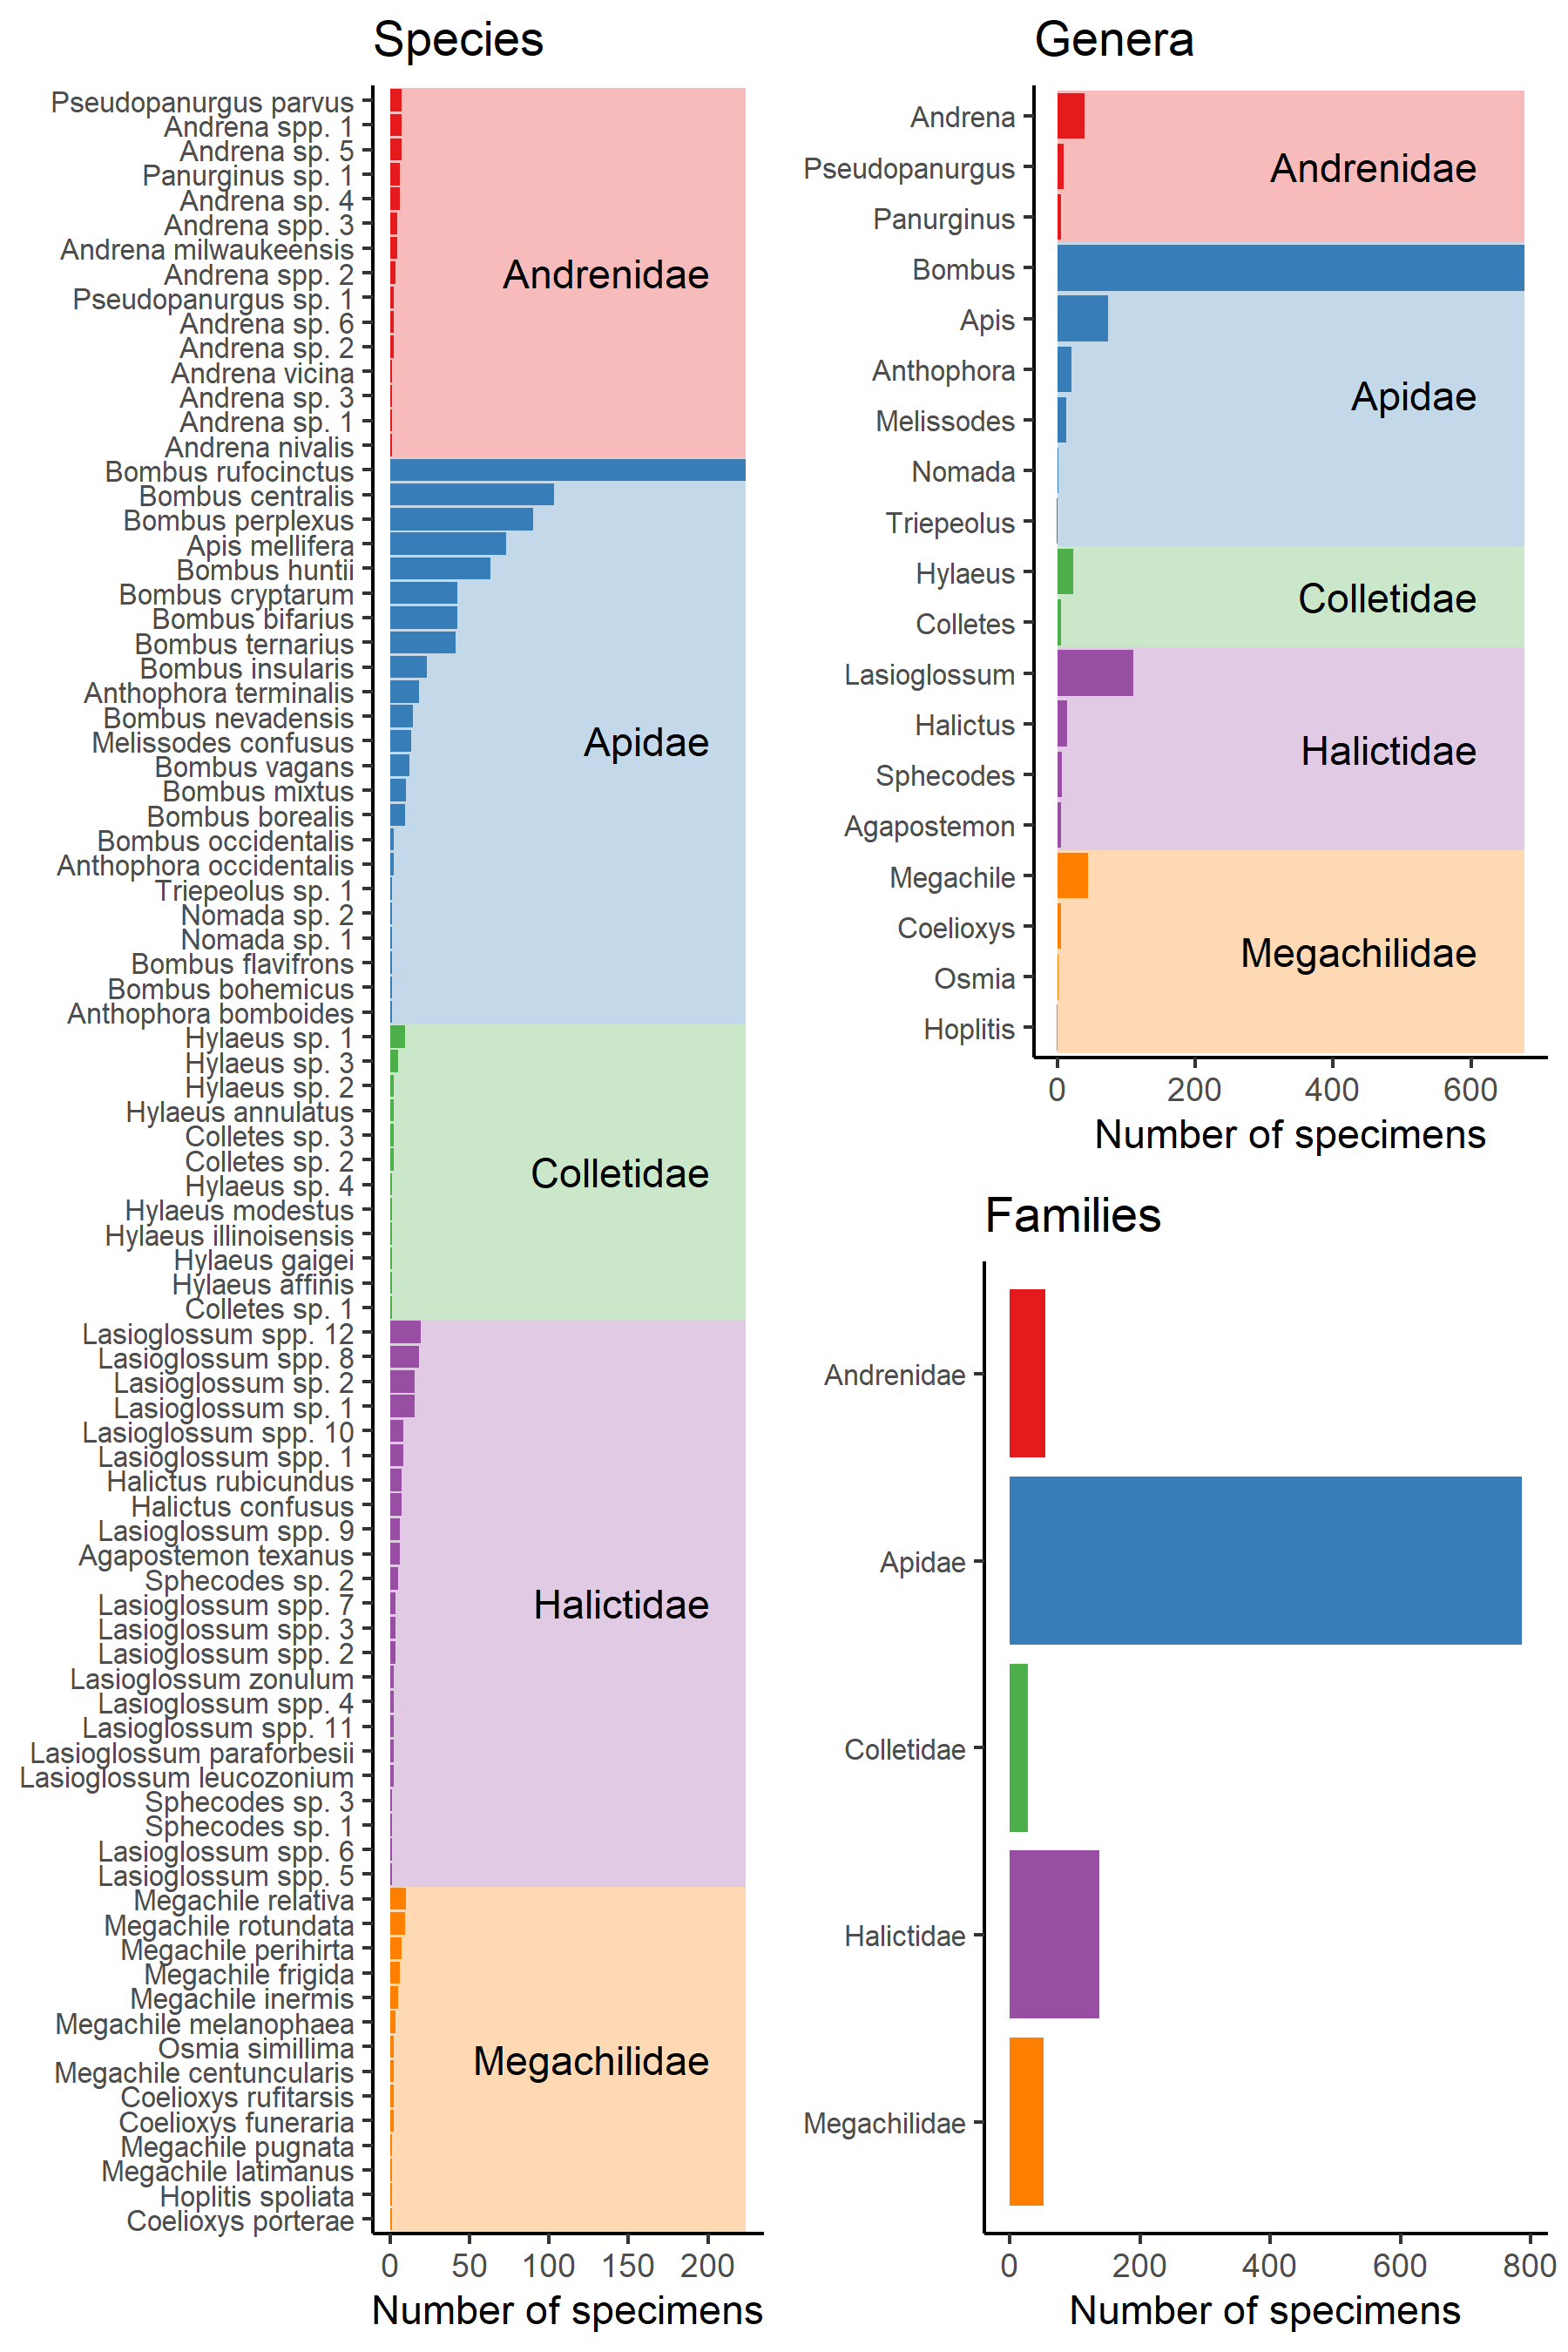 Species
Pseudopanurgus parvus
Andrena spp. 1
Andrena sp. 5
Panurginus sp. 1
Andrena sp. 4
Andrena spp. 3
Andrena milwaukeensis
Andrena spp. 2
Pseudopanurgus sp. 1
Andrena sp. 6
Andrena sp. 2
Andrena vicina
Andrena sp. 3
Andrena sp. 1
Andrena nivalis
Bombus rufocinctus
Bombus centralis
Bombus perplexus
Apis mellifera
Bombus huntii
Bombus cryptarum
Bombus bifarius
Bombus ternarius
Bombus insularis
Anthophora terminalis
Bombus nevadensis
Melissodes confusus
Bombus vagans
Bombus mixtus
Bombus borealis
Bombus occidentalis
Anthophora occidentalis
Triepeolus sp. 1
Nomada sp. 2
Nomada sp. 1
Bombus flavifrons
Bombus bohemicus
Anthophora bomboides
Hylaeus sp. 1
Hylaeus sp. 3
Hylaeus sp. 2
Hylaeus annulatus
Colletes sp. 3
Colletes sp. 2
Hylaeus sp. 4
Hylaeus modestus
Hylaeus illinoisensis
Hylaeus gaigei
Hylaeus affinis
Colletes sp. 1
Lasioglossum spp. 12
Lasioglossum spp. 8
Lasioglossum sp. 2
Lasioglossum sp. 1
Lasioglossum spp. 10
Lasioglossum spp. 1
Halictus rubicundus
Halictus confusus
Lasioglossum spp. 9
Agapostemon texanus
Sphecodes sp. 2
Lasioglossum spp. 7
Lasioglossum spp. 3
Lasioglossum spp. 2
Lasioglossum zonulum
Lasioglossum spp. 4
Lasioglossum spp. 11
Lasioglossum paraforbesii
Lasioglossum leucozonium
Sphecodes sp. 3
Sphecodes sp. 1
Lasioglossum spp. 6
Lasioglossum spp. 5
Megachile relativa
Megachile rotundata
Megachile perihirta
Megachile frigida
Megachile inermis
Megachile melanophaea
Osmia simillima
Megachile centuncularis
Coelioxys rufitarsis
Coelioxys funeraria
Megachile pugnata
Megachile latimanus
Hoplitis spoliata
Coelioxys porterae
Andrenidae
Apidae
Colletidae
Halictidae
Megachilidae
0 50 100 150 200
Number of specimens
Genera
Andrena
Pseudopanurgus
Panurginus
Bombus
Apis
Anthophora
Melissodes
Nomada
Triepeolus
Hylaeus
Colletes
Lasioglossum
Halictus
Sphecodes
Agapostemon
Megachile
Coelioxys
Osmia
Hoplitis
Andrenidae
Apidae
Colletidae
Halictidae
Megachilidae
0 200 400 600
Number of specimens
Families
Andrenidae
Apidae
Colletidae
Halictidae
Megachilidae
0 200 400 600 800
Number of specimens